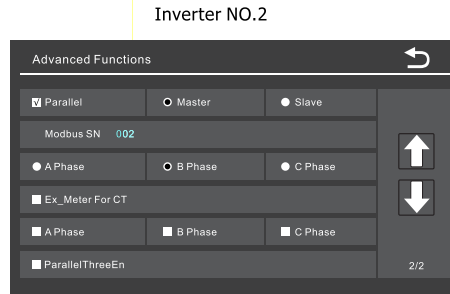 Inverter NO.2
Advanced Functions
Parallel Master Slave
Modbus SN 002
A Phase B Phase C Phase
Ex_Meter For CT
A Phase B Phase C Phase
ParallelThreeEn
2/2